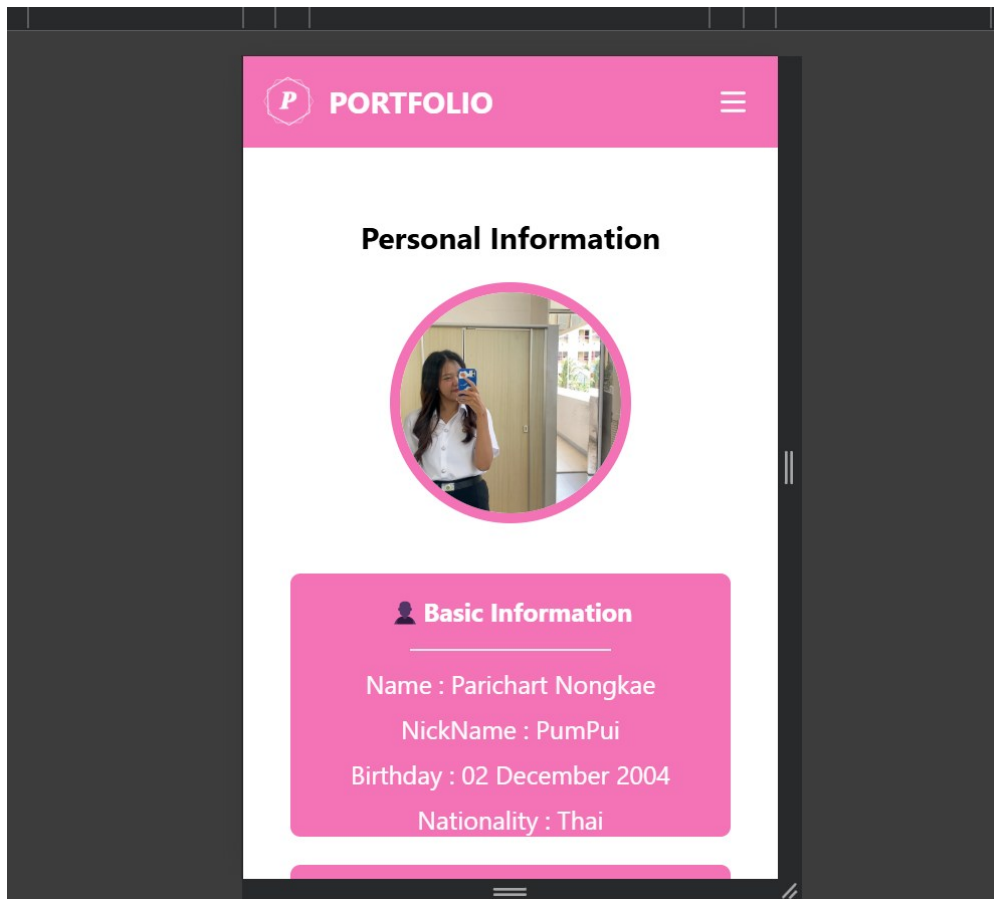 P PORTFOLIO
Personal Information
Basic Information
Name : Parichart Nongkae
NickName : PumPui
Birthday : 02 December 2004
Nationality : Thai